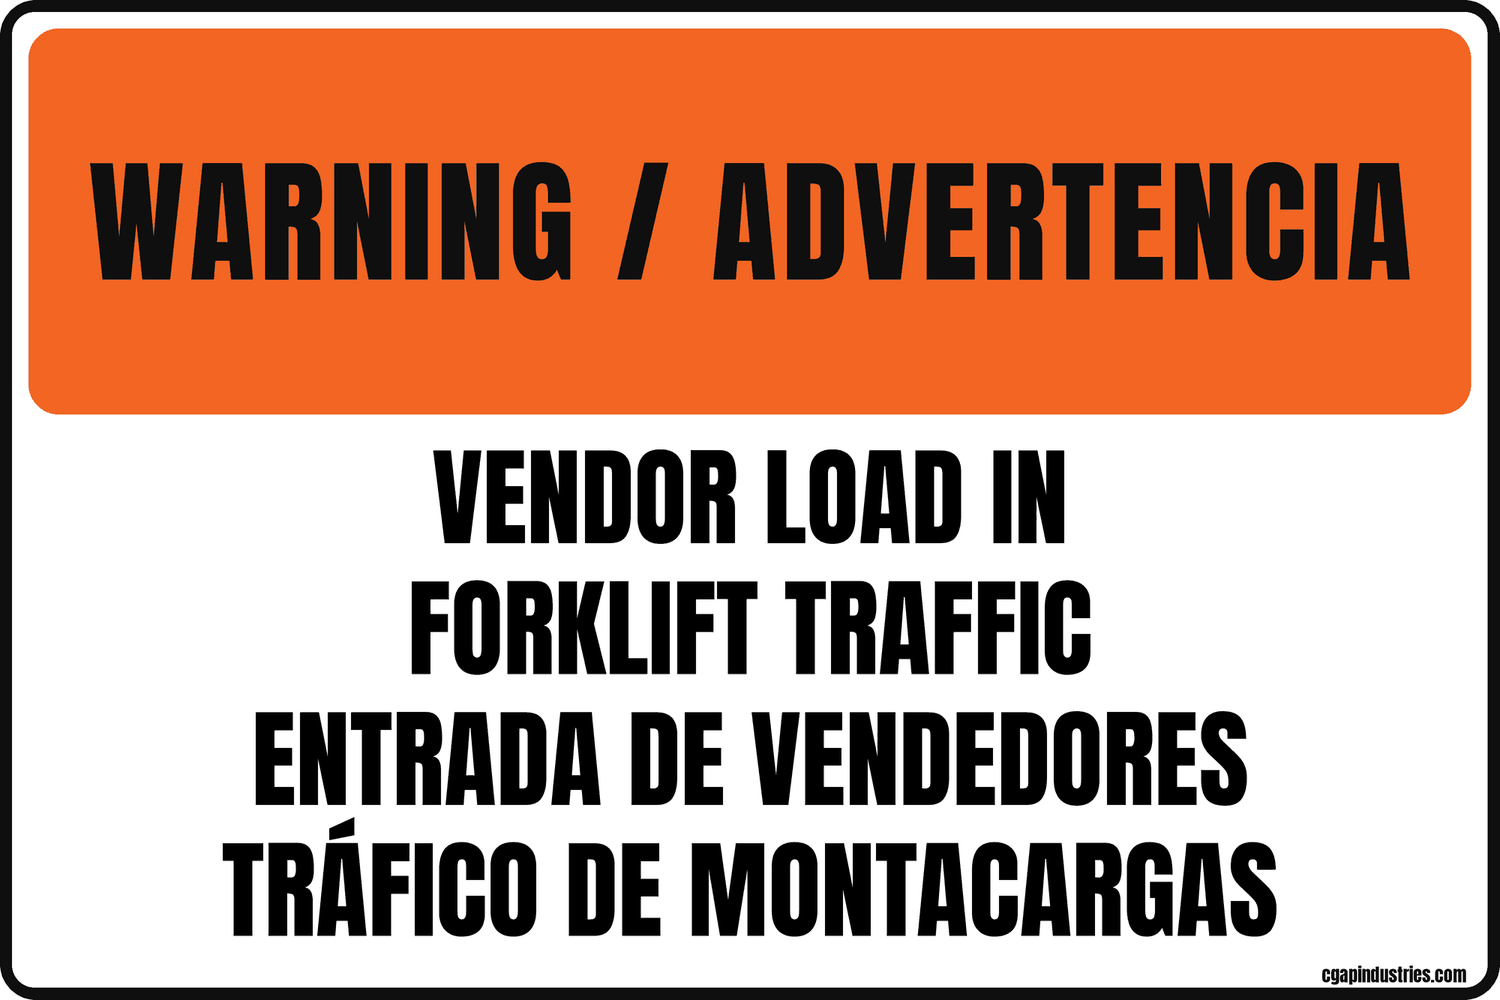 WARNING / ADVERTENCIA
VENDOR LOAD IN
FORKLIFT TRAFFIC
ENTRADA DE VENDEDORES
TRÁFICO DE MONTACARGAS
cgapindustries.com